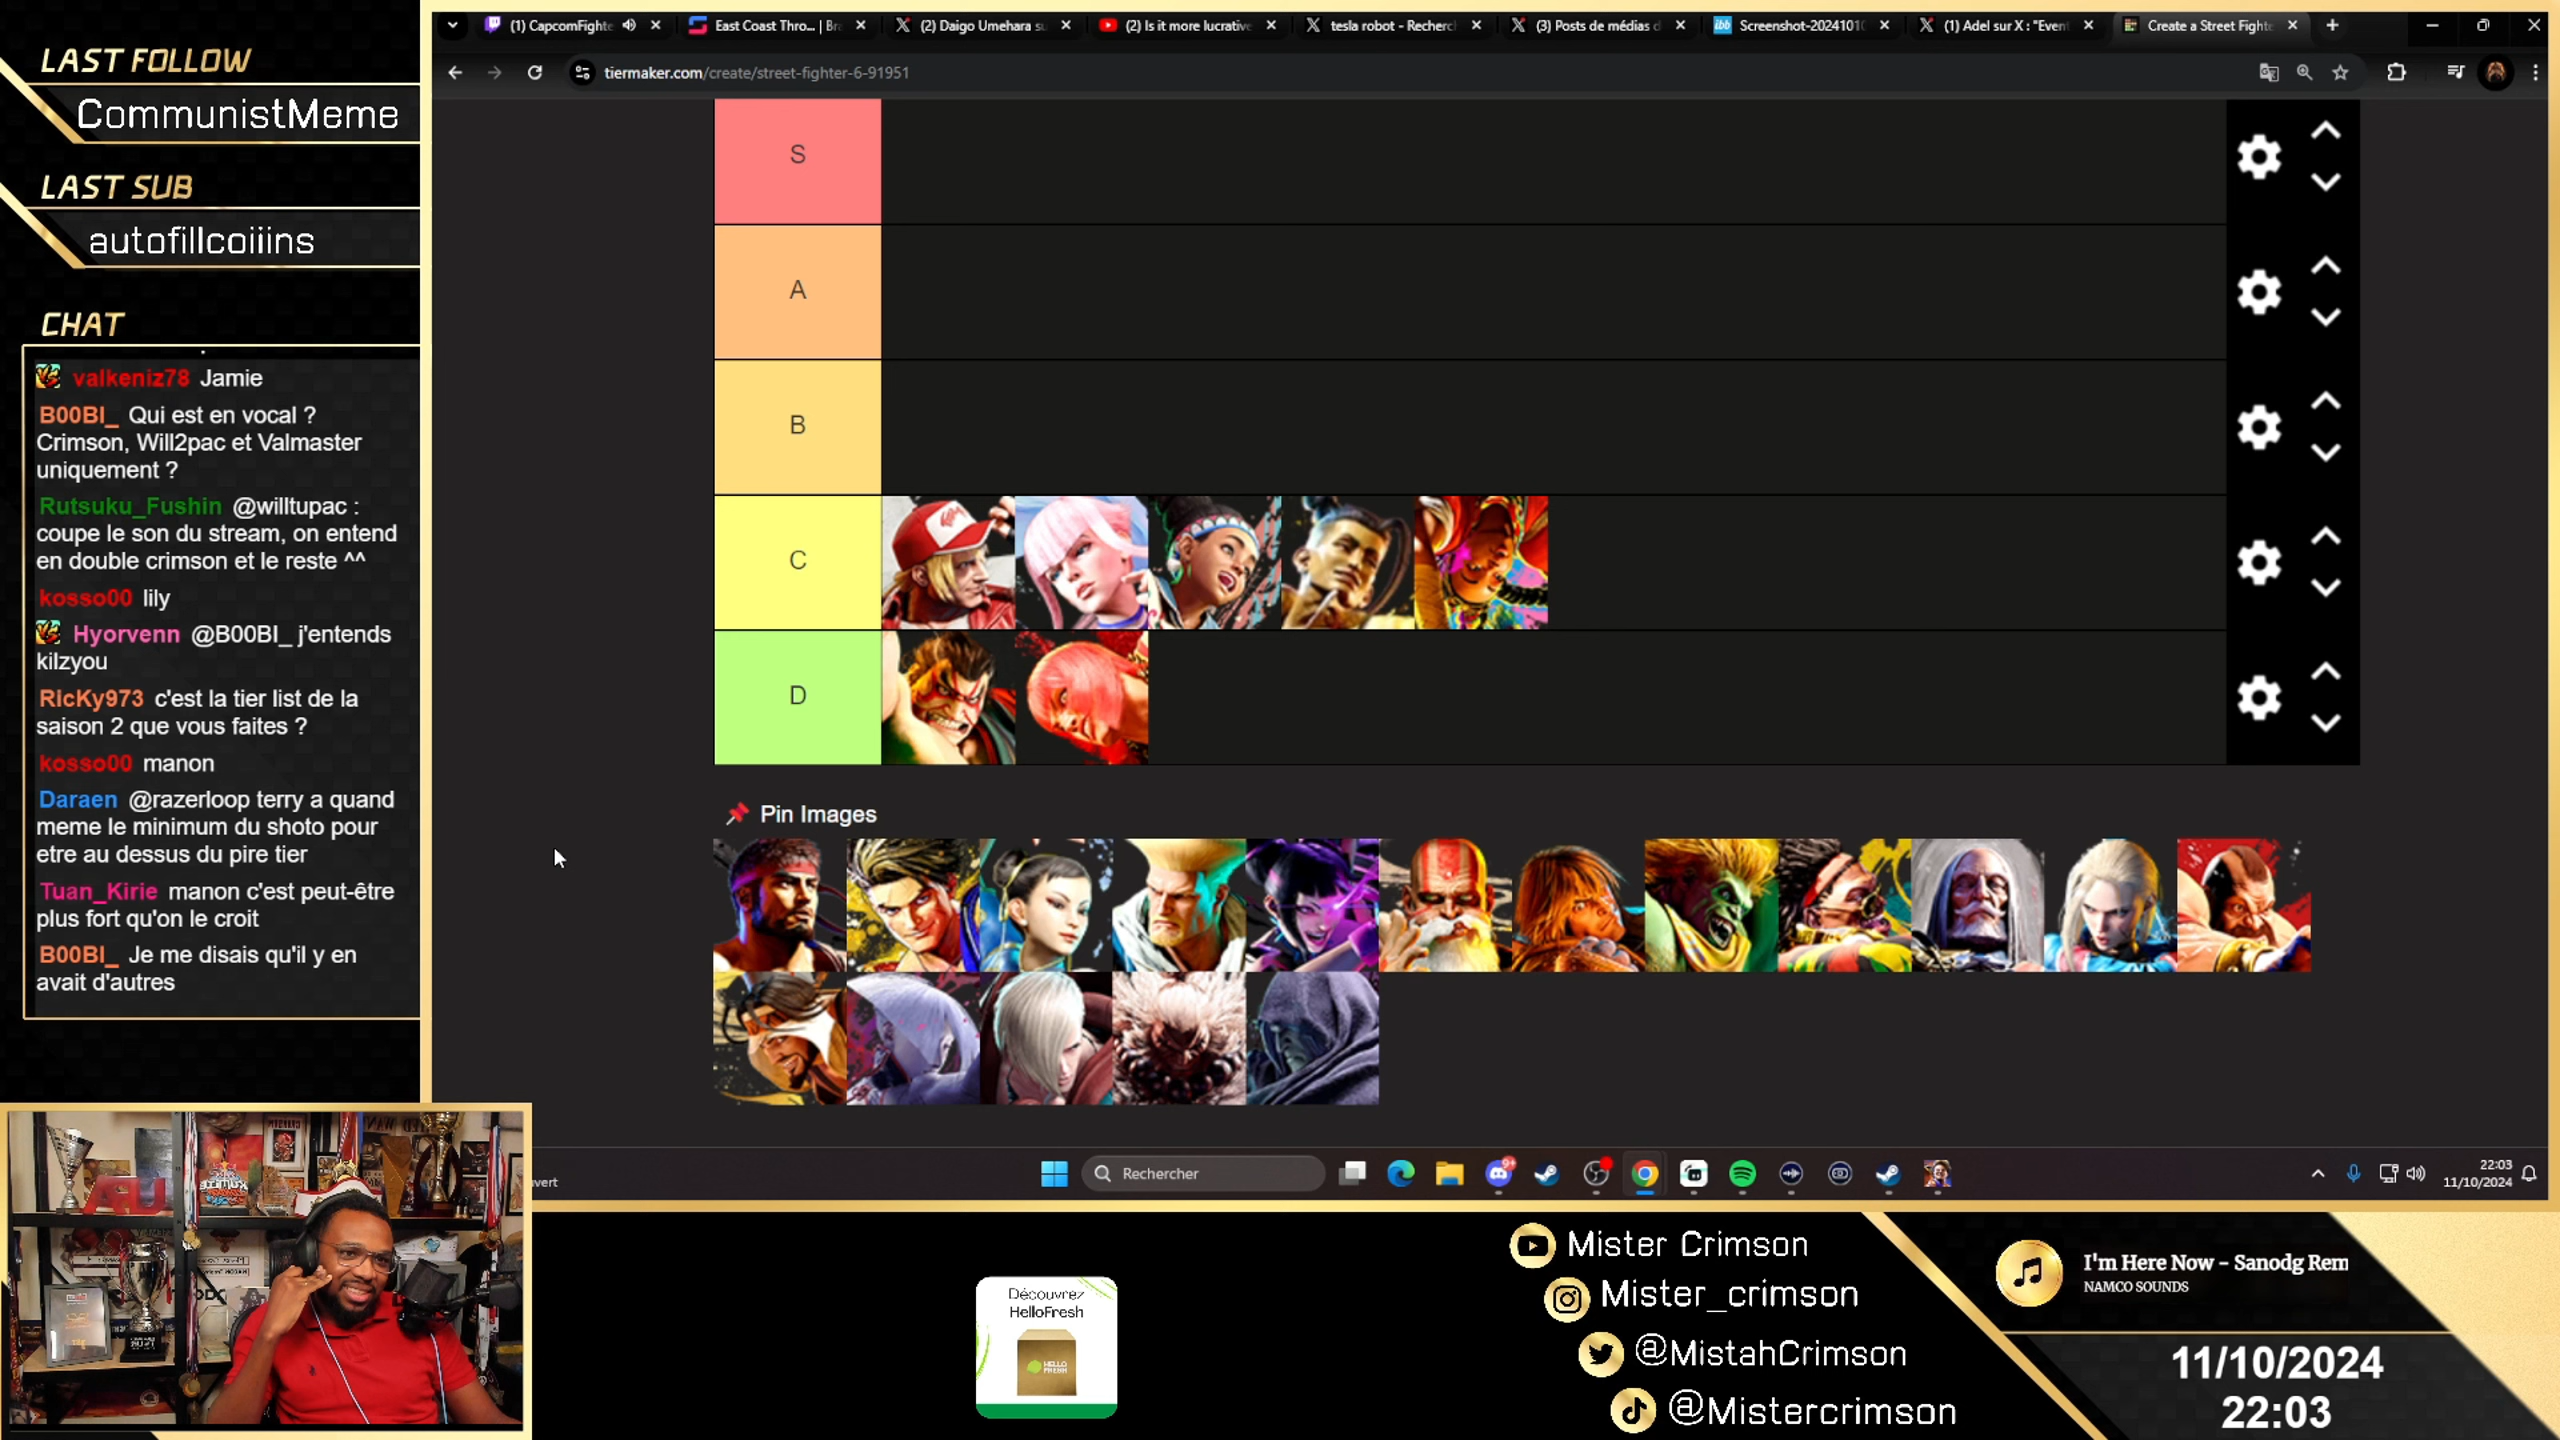 LAST FOLLOW
CommunistMeme
LAST SUB
autofillcoiiins
CHAT
valkeniz78 Jamie
B00BI_ Qui est en vocal ?
Crimson, Will2pac et Valmaster
uniquement ?
Rutsuku_Fushin @willtupac :
coupe le son du stream, on entend
en double crimson et le reste ^^
kosso00 lily
Hyorvenn @B00BI_ j'entends
kilzyou
RicKy973 c'est la tier list de la
saison 2 que vous faites ?
kosso00 manon
Daraen @razerloop terry a quand
meme le minimum du shoto pour
etre au dessus du pire tier
Tuan_Kirie manon c'est peut-être
plus fort qu'on le croit
B00BI_ Je me disais qu'il y en
avait d'autres
(1) CapcomFighte
East Coast Thro... | Br
(2) Daigo Umehara su
(2) Is it more lucrative
tesla robot - Recherc
(3) Posts de médias d
Screenshot-2024101
(1) Adel sur X : "Even
Create a Street Fighte
tiermaker.com/create/street-fighter-6-91951
S
A
B
C
D
Pin Images
vert
Rechercher
22:03
11/10/2024
Découvrez
HelloFresh
HELLO
FRESH
Mister Crimson
Mister_crimson
@MistahCrimson
@Mistercrimson
I'm Here Now - Sanodg Rem
NAMCO SOUNDS
11/10/2024
22:03